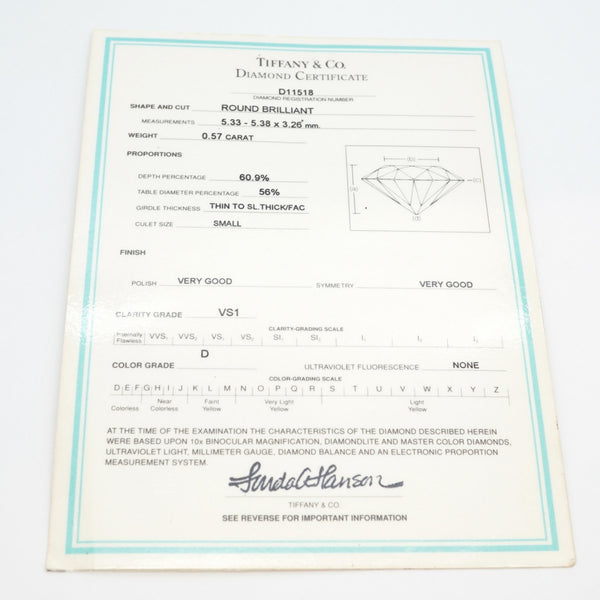 TIFFANY & CO.
DIAMOND CERTIFICATE
D11518
DIAMOND REGISTRATION NUMBER
SHAPE AND CUT ROUND BRILLIANT
MEASUREMENTS 5.33 - 5.38 x 3.26 mm.
WEIGHT 0.57 CARAT
PROPORTIONS
DEPTH PERCENTAGE 60.9%
TABLE DIAMETER PERCENTAGE 56%
GIRDLE THICKNESS THIN TO SL.THICK/FAC
CULET SIZE SMALL
(b)
(a) (c)
(d)
FINISH
POLISH VERY GOOD SYMMETRY VERY GOOD
CLARITY GRADE VS1
CLARITY-GRADING SCALE
Internally Flawless VVS1 VVS2 VS1 VS2 SI1 SI2 I1 I2 I3
COLOR GRADE D ULTRAVIOLET FLUORESCENCE NONE
COLOR-GRADING SCALE
D E F G H I J K L M N O P Q R S T U V W X Y Z
Colorless Near Colorless Faint Yellow Very Light Yellow Light Yellow
AT THE TIME OF THE EXAMINATION THE CHARACTERISTICS OF THE DIAMOND DESCRIBED HEREIN
WERE BASED UPON 10x BINOCULAR MAGNIFICATION, DIAMONDLITE AND MASTER COLOR DIAMONDS,
ULTRAVIOLET LIGHT, MILLIMETER GAUGE, DIAMOND BALANCE AND AN ELECTRONIC PROPORTION
MEASUREMENT SYSTEM.
TIFFANY & CO.
SEE REVERSE FOR IMPORTANT INFORMATION